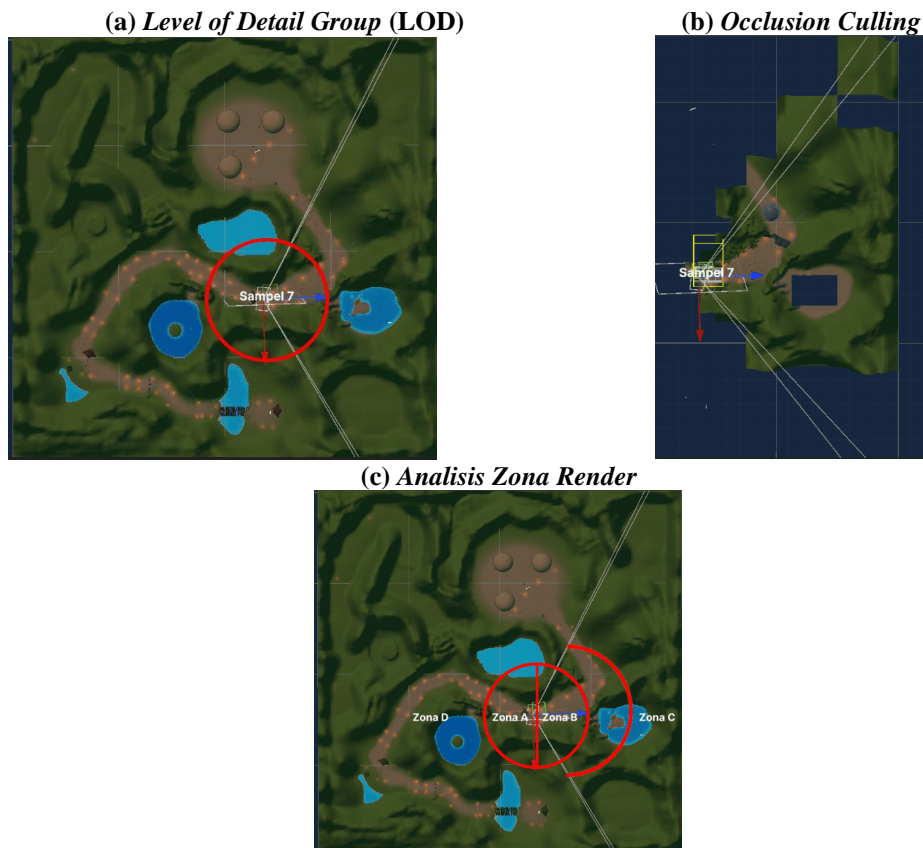 (a) Level of Detail Group (LOD)
(b) Occlusion Culling
Sampel 7
Sampel 7
(c) Analisis Zona Render
Zona D
Zona A
Zona B
Zona C